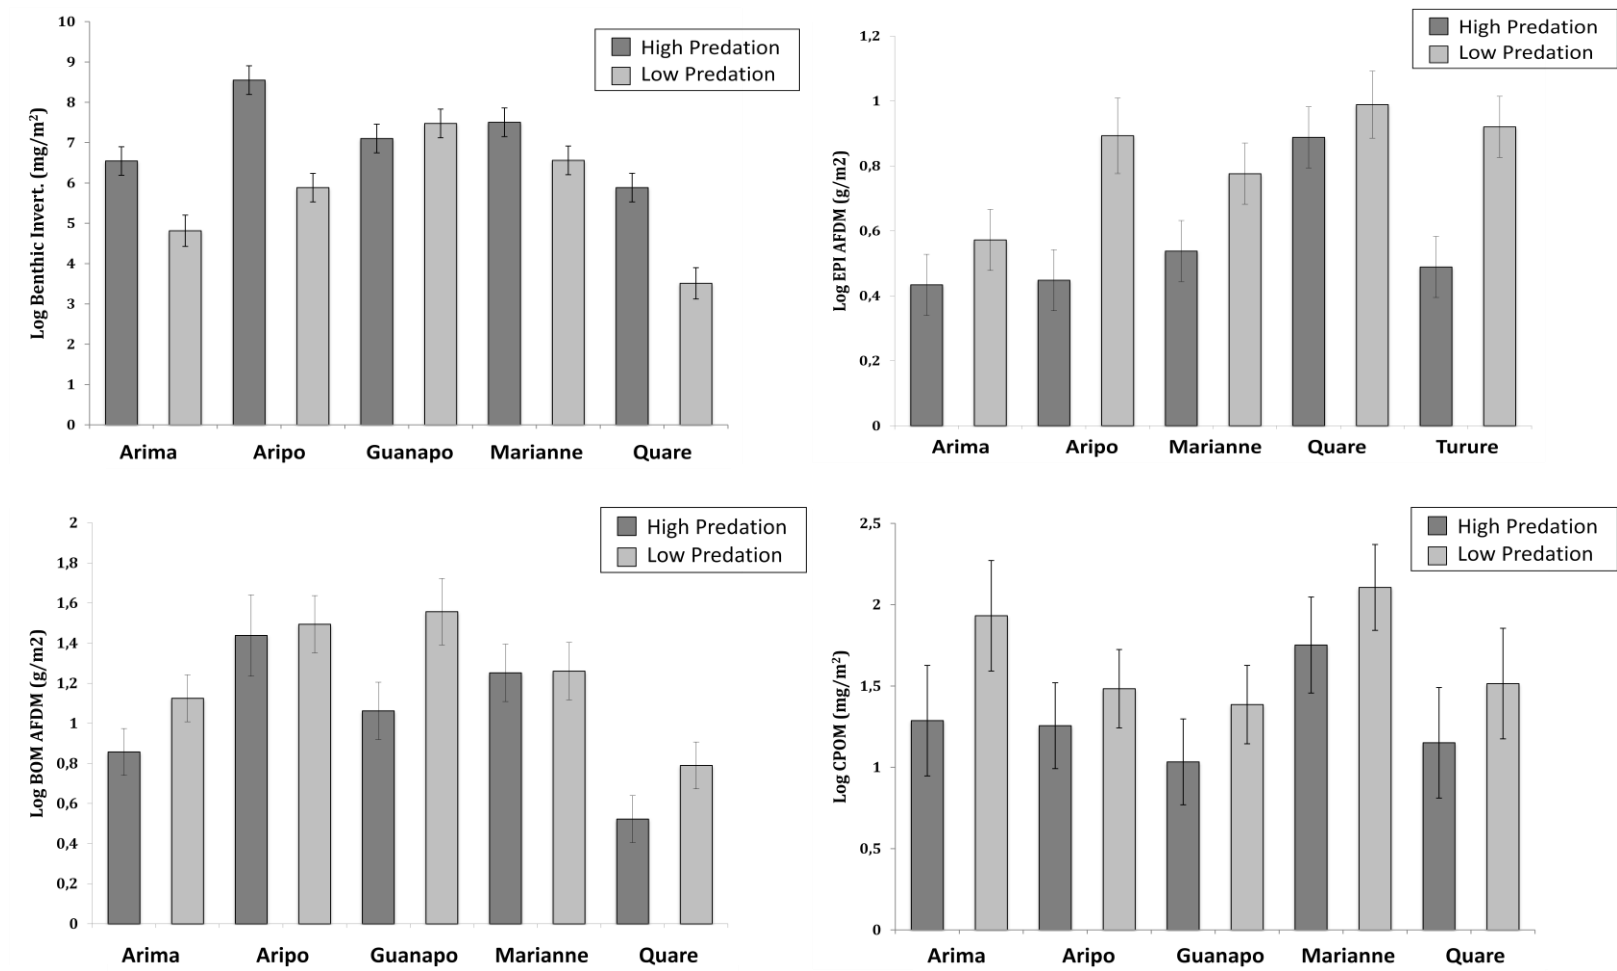 High Predation
Low Predation
Log Benthic Invert. (mg/m²)
10
9
8
7
6
5
4
3
2
1
0
Arima Aripo Guanapo Marianne Quare
High Predation
Low Predation
Log EPI AFDM (g/m2)
1,2
1
0,8
0,6
0,4
0,2
0
Arima Aripo Marianne Quare Turure
High Predation
Low Predation
Log BOM AFDM (g/m2)
2
1,8
1,6
1,4
1,2
1
0,8
0,6
0,4
0,2
0
Arima Aripo Guanapo Marianne Quare
High Predation
Low Predation
Log CPOM (mg/m²)
2,5
2
1,5
1
0,5
0
Arima Aripo Guanapo Marianne Quare